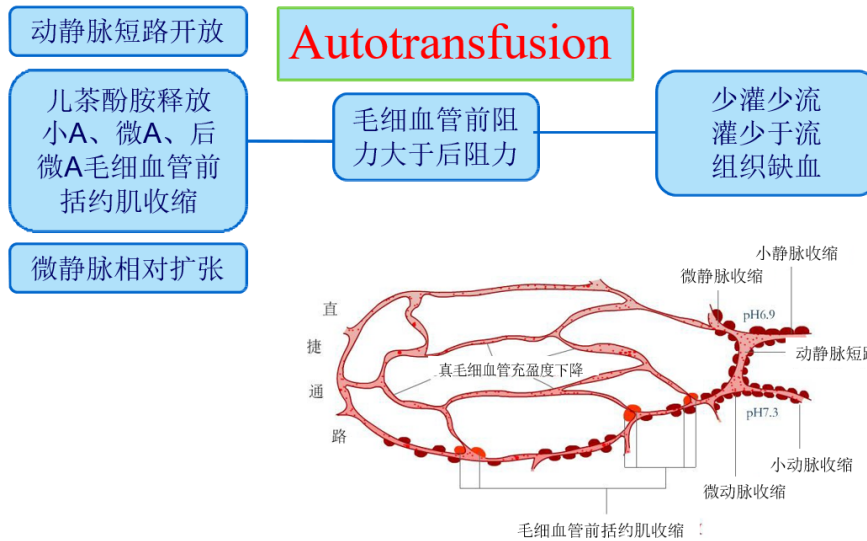 动静脉短路开放
Autotransfusion
儿茶酚胺释放
小A、微A、后
微A毛细血管前
括约肌收缩
毛细血管前阻
力大于后阻力
少灌少流
灌少于流
组织缺血
微静脉相对扩张
小静脉收缩
微静脉收缩
pH6.9
直
捷
通
路
动静脉短路
真毛细血管充盈度下降
pH7.3
小动脉收缩
微动脉收缩
毛细血管前括约肌收缩